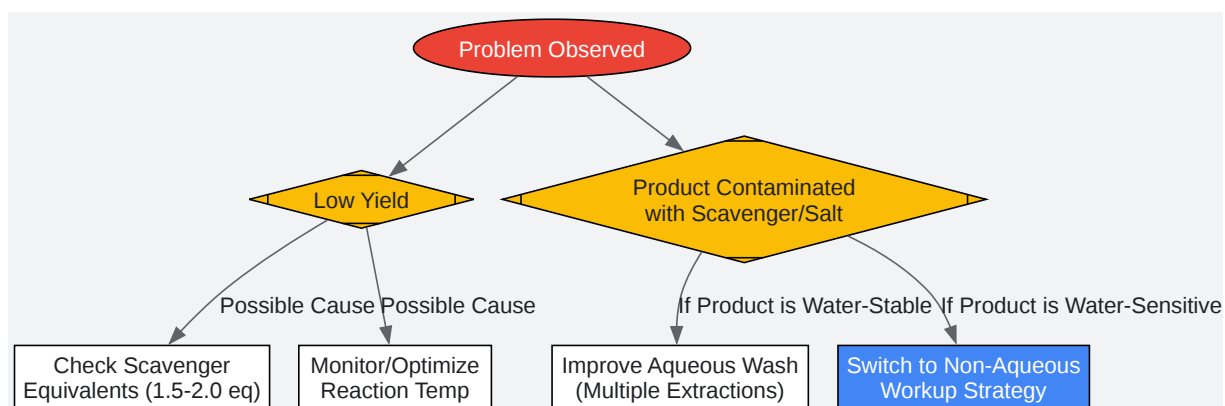 Problem Observed
Low Yield
Product Contaminated
with Scavenger/Salt
Possible Cause
Possible Cause
If Product is Water-Stable
If Product is Water-Sensitive
Check Scavenger
Equivalents (1.5-2.0 eq)
Monitor/Optimize
Reaction Temp
Improve Aqueous Wash
(Multiple Extractions)
Switch to Non-Aqueous
Workup Strategy